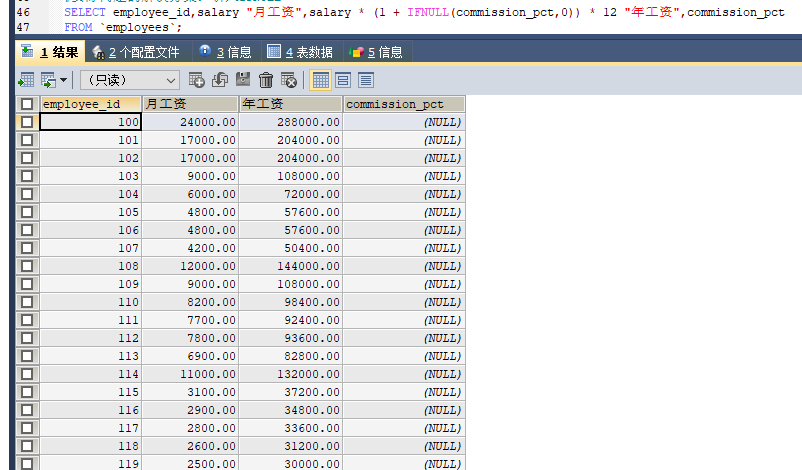 46 SELECT employee_id,salary "月工资",salary * (1 + IFNULL(commission_pct,0)) * 12 "年工资",commission_pct
47 FROM `employees`;
1 结果 2 个配置文件 3 信息 4 表数据 5 信息
（只读）
employee_id 月工资 年工资 commission_pct
100 24000.00 288000.00 (NULL)
101 17000.00 204000.00 (NULL)
102 17000.00 204000.00 (NULL)
103 9000.00 108000.00 (NULL)
104 6000.00 72000.00 (NULL)
105 4800.00 57600.00 (NULL)
106 4800.00 57600.00 (NULL)
107 4200.00 50400.00 (NULL)
108 12000.00 144000.00 (NULL)
109 9000.00 108000.00 (NULL)
110 8200.00 98400.00 (NULL)
111 7700.00 92400.00 (NULL)
112 7800.00 93600.00 (NULL)
113 6900.00 82800.00 (NULL)
114 11000.00 132000.00 (NULL)
115 3100.00 37200.00 (NULL)
116 2900.00 34800.00 (NULL)
117 2800.00 33600.00 (NULL)
118 2600.00 31200.00 (NULL)
119 2500.00 30000.00 (NULL)